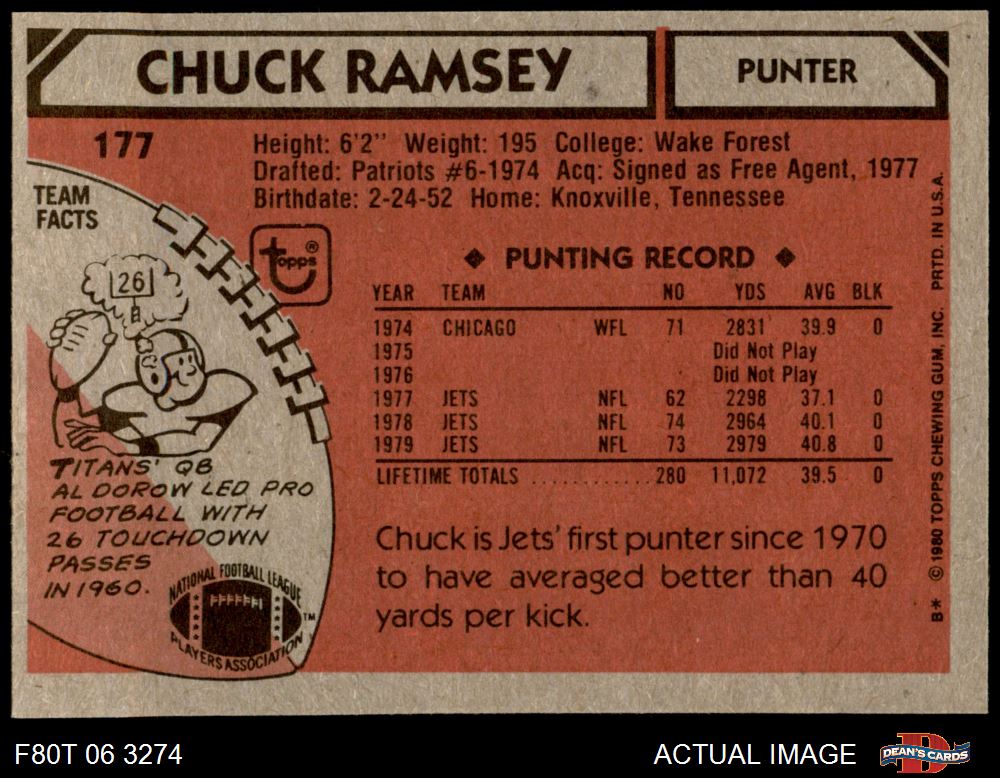 CHUCK RAMSEY
PUNTER
177
Height: 6'2" Weight: 195 College: Wake Forest
Drafted: Patriots #6-1974 Acq: Signed as Free Agent, 1977
Birthdate: 2-24-52 Home: Knoxville, Tennessee
TEAM
FACTS
26
topps®
◆ PUNTING RECORD ◆
YEAR TEAM NO YDS AVG BLK
1974 CHICAGO WFL 71 2831 39.9 0
1975 Did Not Play
1976 Did Not Play
1977 JETS NFL 62 2298 37.1 0
1978 JETS NFL 74 2964 40.1 0
1979 JETS NFL 73 2979 40.8 0
LIFETIME TOTALS ............280 11,072 39.5 0
TITANS' QB
AL DOROW LED PRO
FOOTBALL WITH
26 TOUCHDOWN
PASSES
IN 1960.
NATIONAL FOOTBALL LEAGUE
PLAYERS ASSOCIATION
TM
Chuck is Jets' first punter since 1970
to have averaged better than 40
yards per kick.
B* © 1980 TOPPS CHEWING GUM, INC. PRTD. IN U.S.A.
F80T 06 3274
ACTUAL IMAGE
D
DEAN'S CARDS